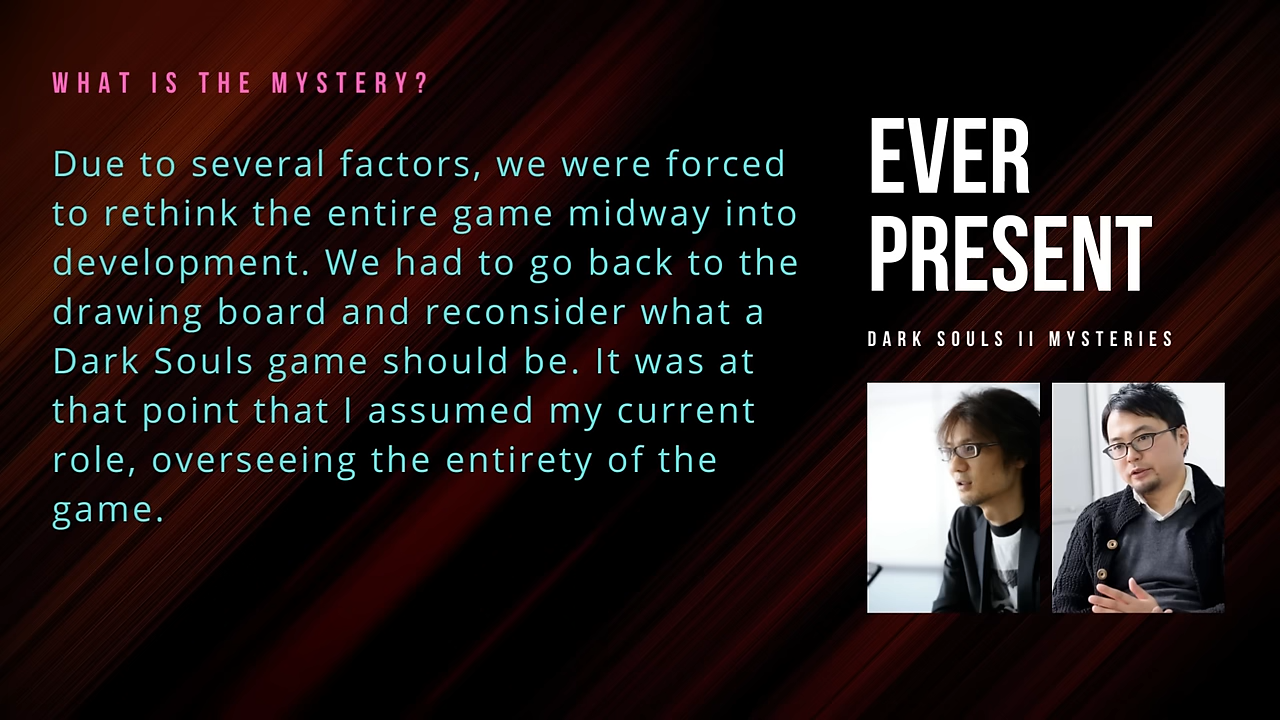 WHAT IS THE MYSTERY?
Due to several factors, we were forced
to rethink the entire game midway into
development. We had to go back to the
drawing board and reconsider what a
Dark Souls game should be. It was at
that point that I assumed my current
role, overseeing the entirety of the
game.
EVER
PRESENT
DARK SOULS II MYSTERIES